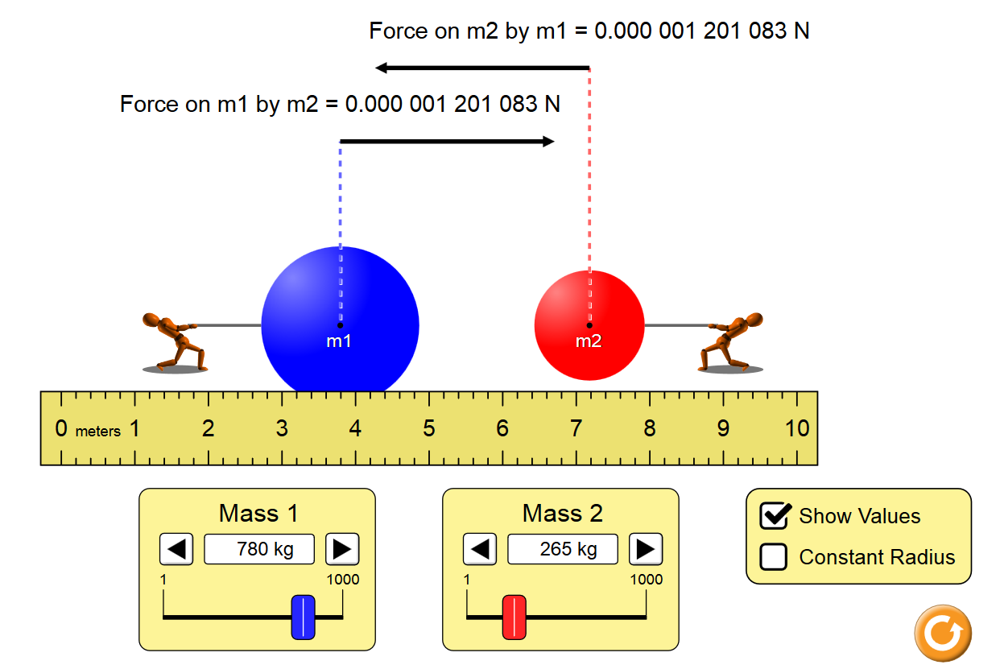 Force on m2 by m1 = 0.000 001 201 083 N
Force on m1 by m2 = 0.000 001 201 083 N
m1
m2
0 meters 1 2 3 4 5 6 7 8 9 10
Mass 1
780 kg
1 1000
Mass 2
265 kg
1 1000
Show Values
Constant Radius